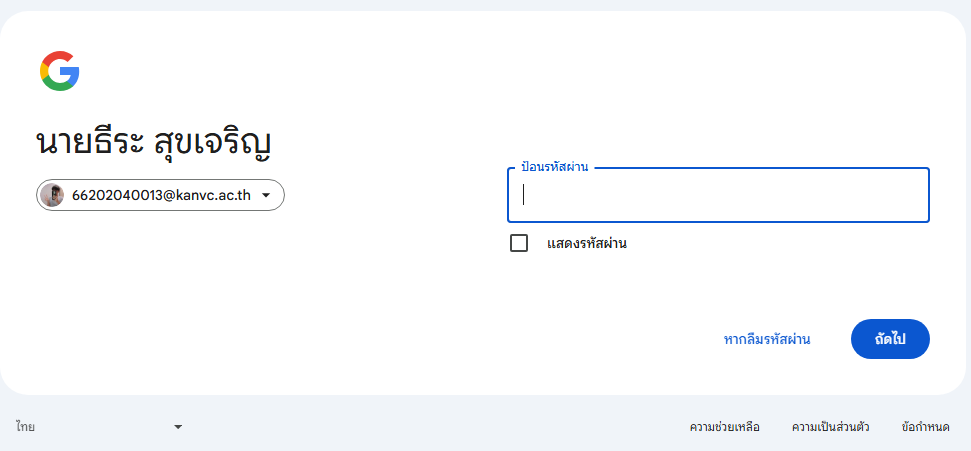 นายธีระ สุขเจริญ
66202040013@kanvc.ac.th
ป้อนรหัสผ่าน
แสดงรหัสผ่าน
หากลืมรหัสผ่าน
ถัดไป
ไทย
ความช่วยเหลือ
ความเป็นส่วนตัว
ข้อกำหนด